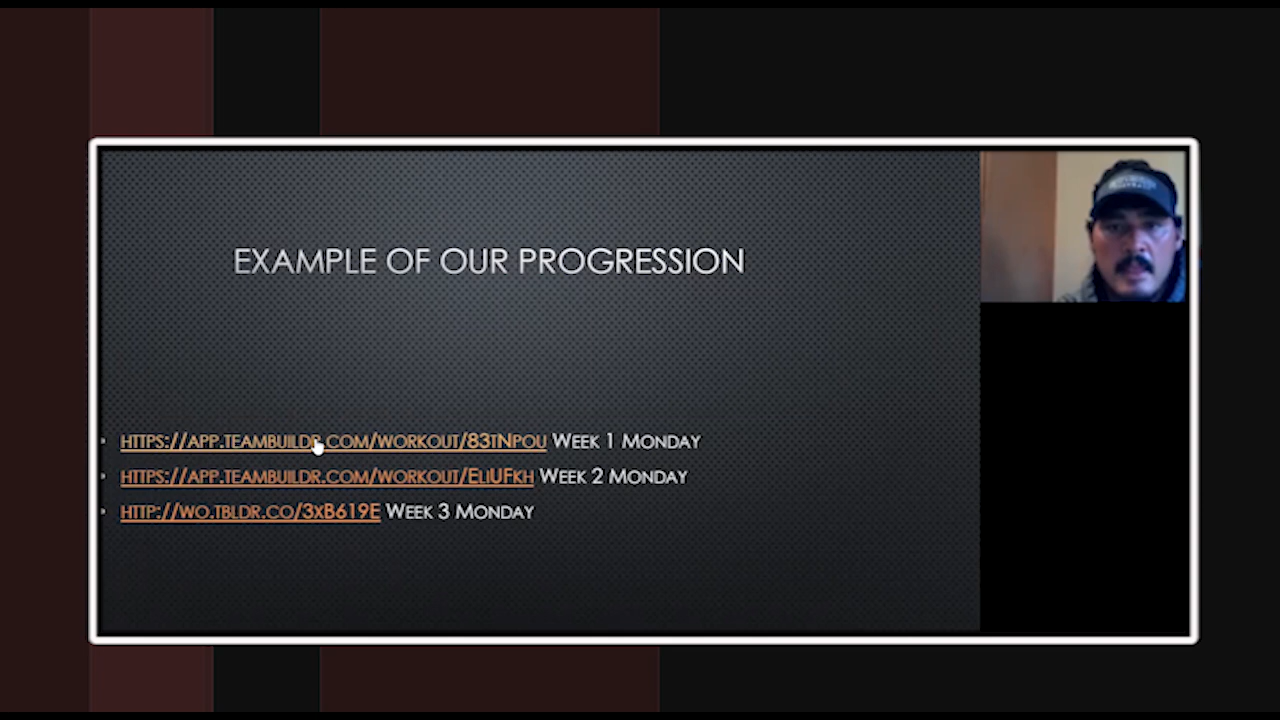 EXAMPLE OF OUR PROGRESSION
• HTTPS://APP.TEAMBUILDR.COM/WORKOUT/83TNPOU WEEK 1 MONDAY
• HTTPS://APP.TEAMBUILDR.COM/WORKOUT/ELIUFKH WEEK 2 MONDAY
• HTTP://WO.TBLDR.CO/3XB619E WEEK 3 MONDAY